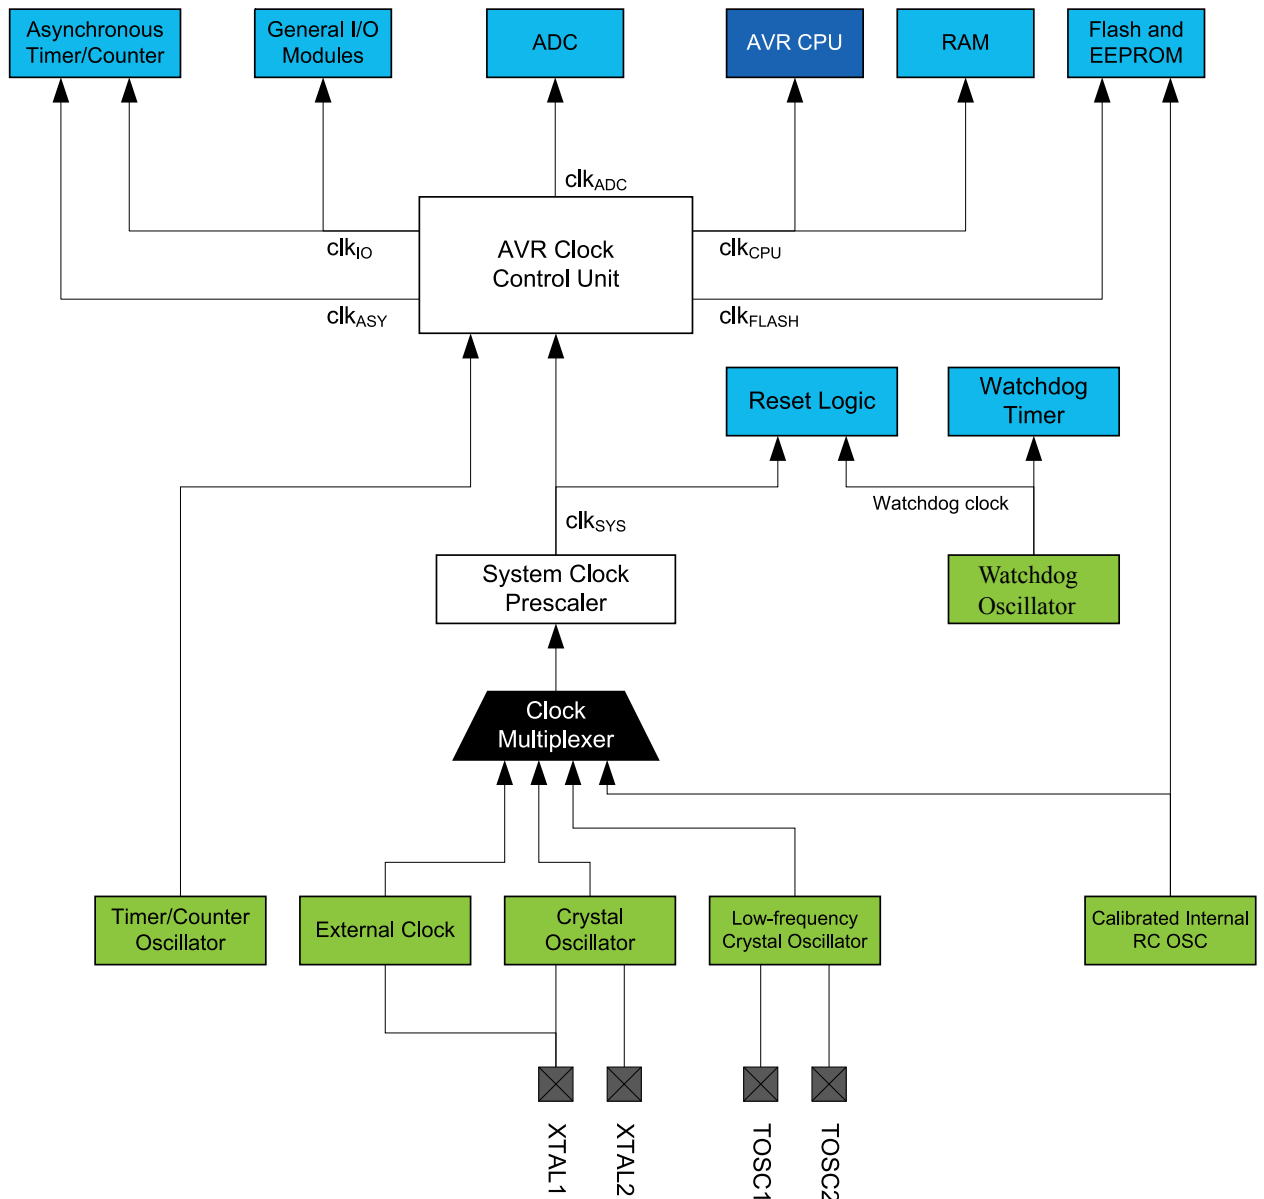 Asynchronous
Timer/Counter
General I/O
Modules
ADC
AVR CPU
RAM
Flash and
EEPROM
clkADC
AVR Clock
Control Unit
clkIO
clkCPU
clkASY
clkFLASH
Reset Logic
Watchdog
Timer
Watchdog clock
clkSYS
System Clock
Prescaler
Watchdog
Oscillator
Clock
Multiplexer
Timer/Counter
Oscillator
External Clock
Crystal
Oscillator
Low-frequency
Crystal Oscillator
Calibrated Internal
RC OSC
XTAL1
XTAL2
TOSC1
TOSC2